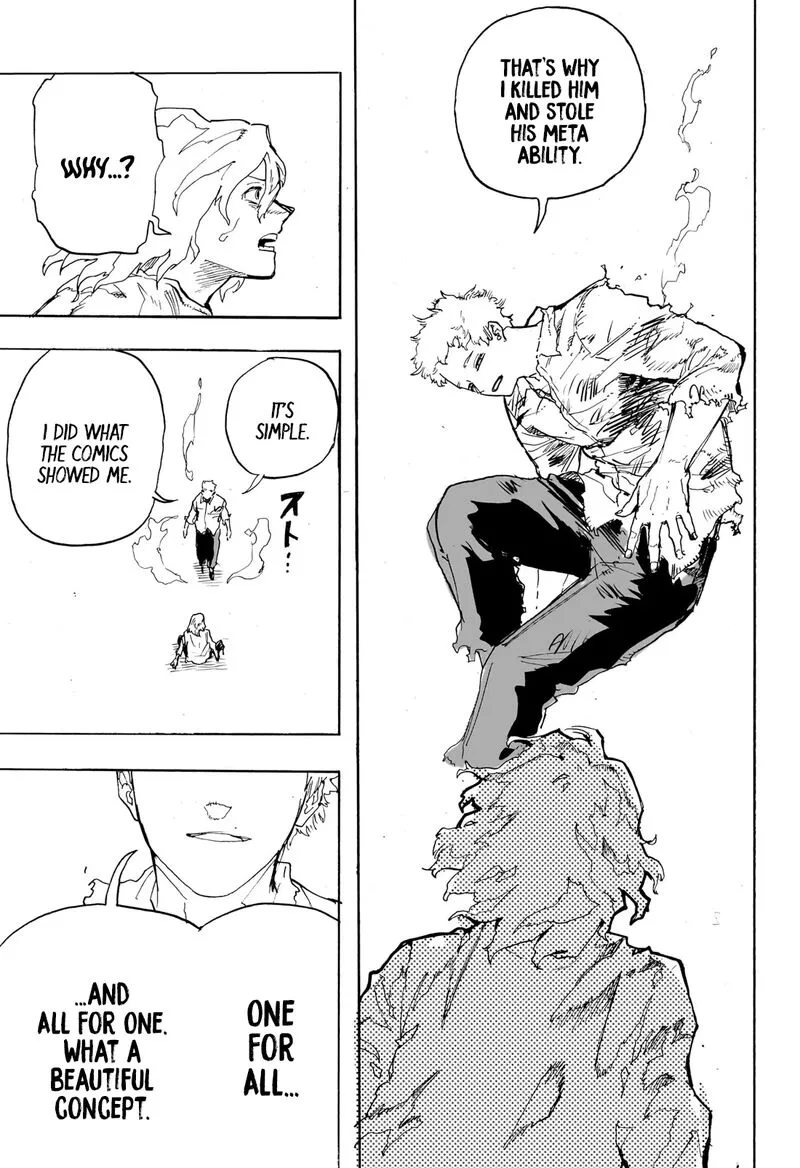 THAT'S WHY
I KILLED HIM
AND STOLE
HIS META
ABILITY.
WHY...?
IT'S
SIMPLE.
I DID WHAT
THE COMICS
SHOWED ME.
スト…
ONE
FOR
ALL...
...AND
ALL FOR ONE.
WHAT A
BEAUTIFUL
CONCEPT.